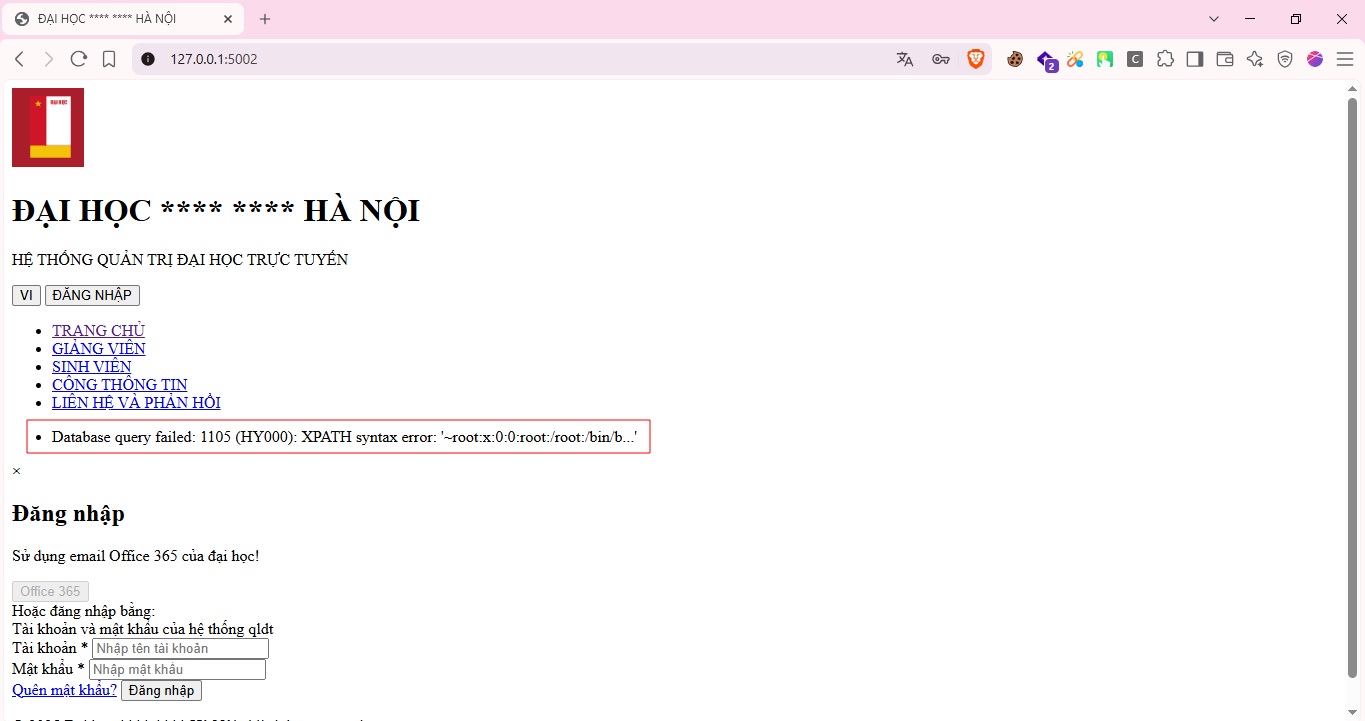 ĐẠI HỌC **** **** HÀ NỘI
127.0.0.1:5002
2
C
ĐẠI HỌC
ĐẠI HỌC **** **** HÀ NỘI
HỆ THỐNG QUẢN TRỊ ĐẠI HỌC TRỰC TUYẾN
VI ĐĂNG NHẬP
TRANG CHỦ
GIẢNG VIÊN
SINH VIÊN
CỔNG THÔNG TIN
LIÊN HỆ VÀ PHẢN HỒI
Database query failed: 1105 (HY000): XPATH syntax error: '~root:x:0:0:root:/root:/bin/b...'
×
Đăng nhập
Sử dụng email Office 365 của đại học!
Office 365
Hoặc đăng nhập bằng:
Tài khoản và mật khẩu của hệ thống qldt
Tài khoản * Nhập tên tài khoản
Mật khẩu * Nhập mật khẩu
Quên mật khẩu? Đăng nhập